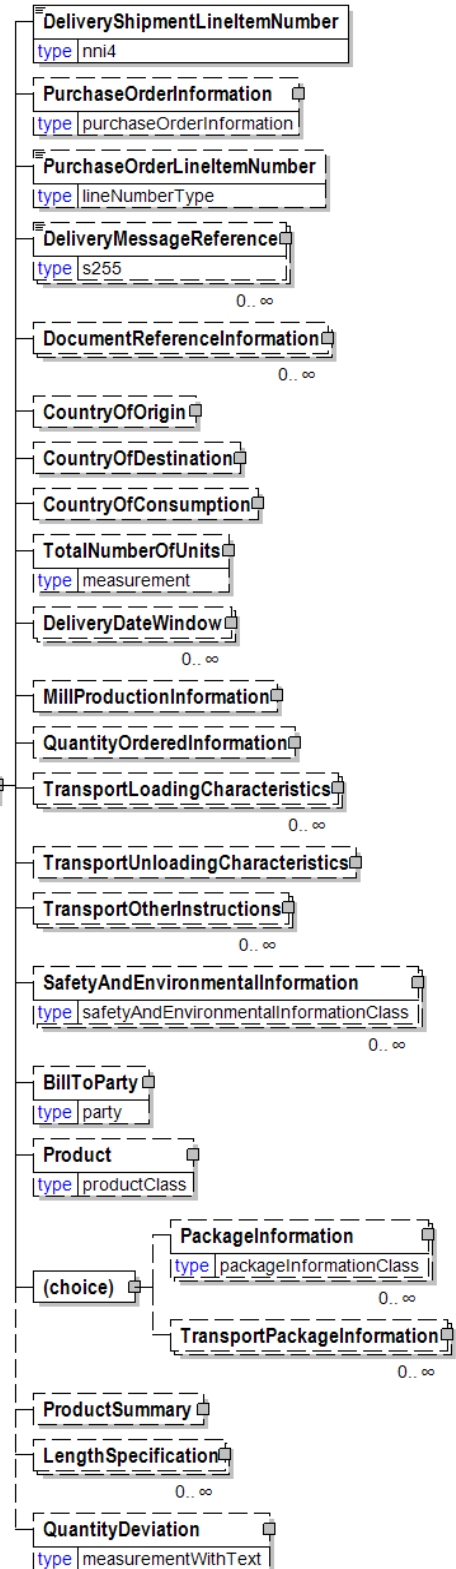 DeliveryShipmentLineItemNumber
type nni4
PurchaseOrderInformation
type purchaseOrderInformation
PurchaseOrderLineItemNumber
type lineNumberType
DeliveryMessageReference
type s255
0.. ∞
DocumentReferenceInformation
0.. ∞
CountryOfOrigin
CountryOfDestination
CountryOfConsumption
TotalNumberOfUnits
type measurement
DeliveryDateWindow
0.. ∞
MillProductionInformation
QuantityOrderedInformation
TransportLoadingCharacteristics
0.. ∞
TransportUnloadingCharacteristics
TransportOtherInstructions
0.. ∞
SafetyAndEnvironmentalInformation
type safetyAndEnvironmentalInformationClass
0.. ∞
BillToParty
type party
Product
type productClass
PackageInformation
type packageInformationClass
0.. ∞
(choice)
TransportPackageInformation
0.. ∞
ProductSummary
LengthSpecification
0.. ∞
QuantityDeviation
type measurementWithText